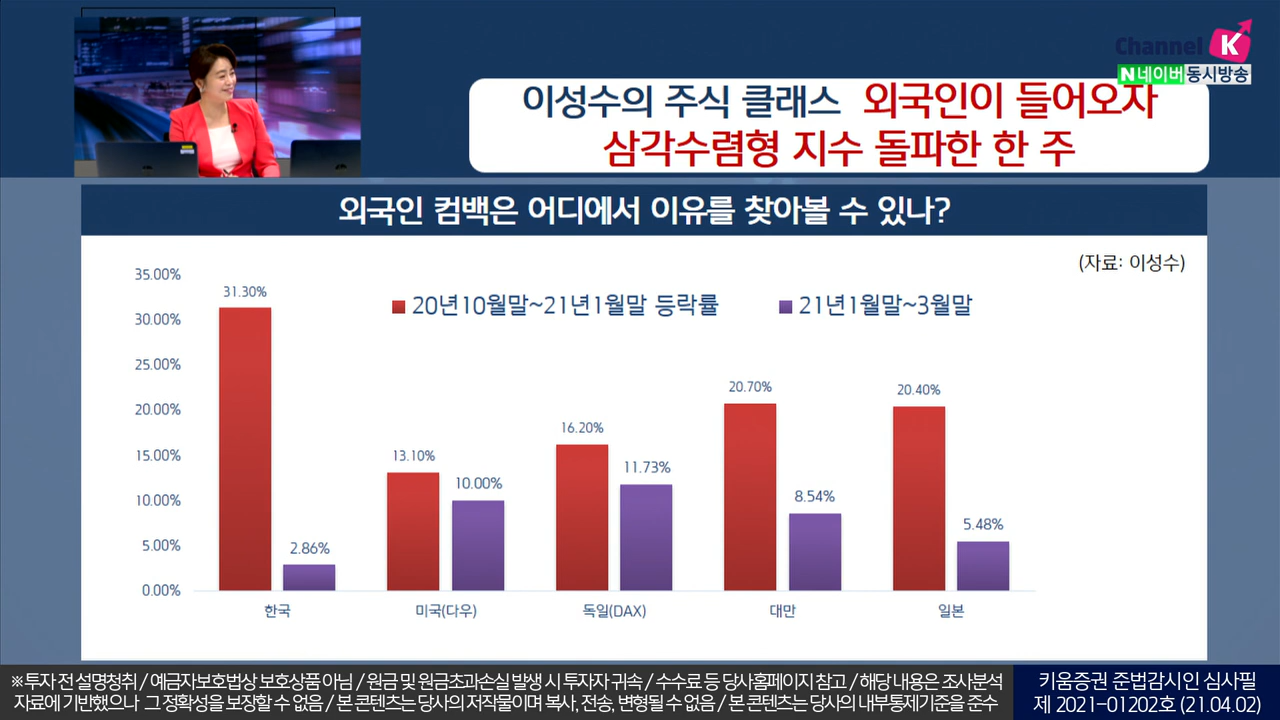 Channel K
N네이버동시방송
이성수의 주식 클래스 외국인이 들어오자
삼각수렴형 지수 돌파한 한 주
외국인 컴백은 어디에서 이유를 찾아볼 수 있나?
(자료: 이성수)
20년10월말~21년1월말 등락률
21년1월말~3월말
35.00%
30.00%
25.00%
20.00%
15.00%
10.00%
5.00%
0.00%
31.30%
2.86%
13.10%
10.00%
16.20%
11.73%
20.70%
8.54%
20.40%
5.48%
한국
미국(다우)
독일(DAX)
대만
일본
※투자 전 설명청취 / 예금자보호법상 보호상품 아님 / 원금 및 원금초과손실 발생 시 투자자 귀속 / 수수료 등 당사홈페이지 참고 / 해당 내용은 조사분석
자료에 기반했으나 그 정확성을 보장할 수 없음 / 본 콘텐츠는 당사의 저작물이며 복사, 전송, 변형될 수 없음 / 본 콘텐츠는 당사의 내부통제기준을 준수
키움증권 준법감시인 심사필
제 2021-01202호 (21.04.02)